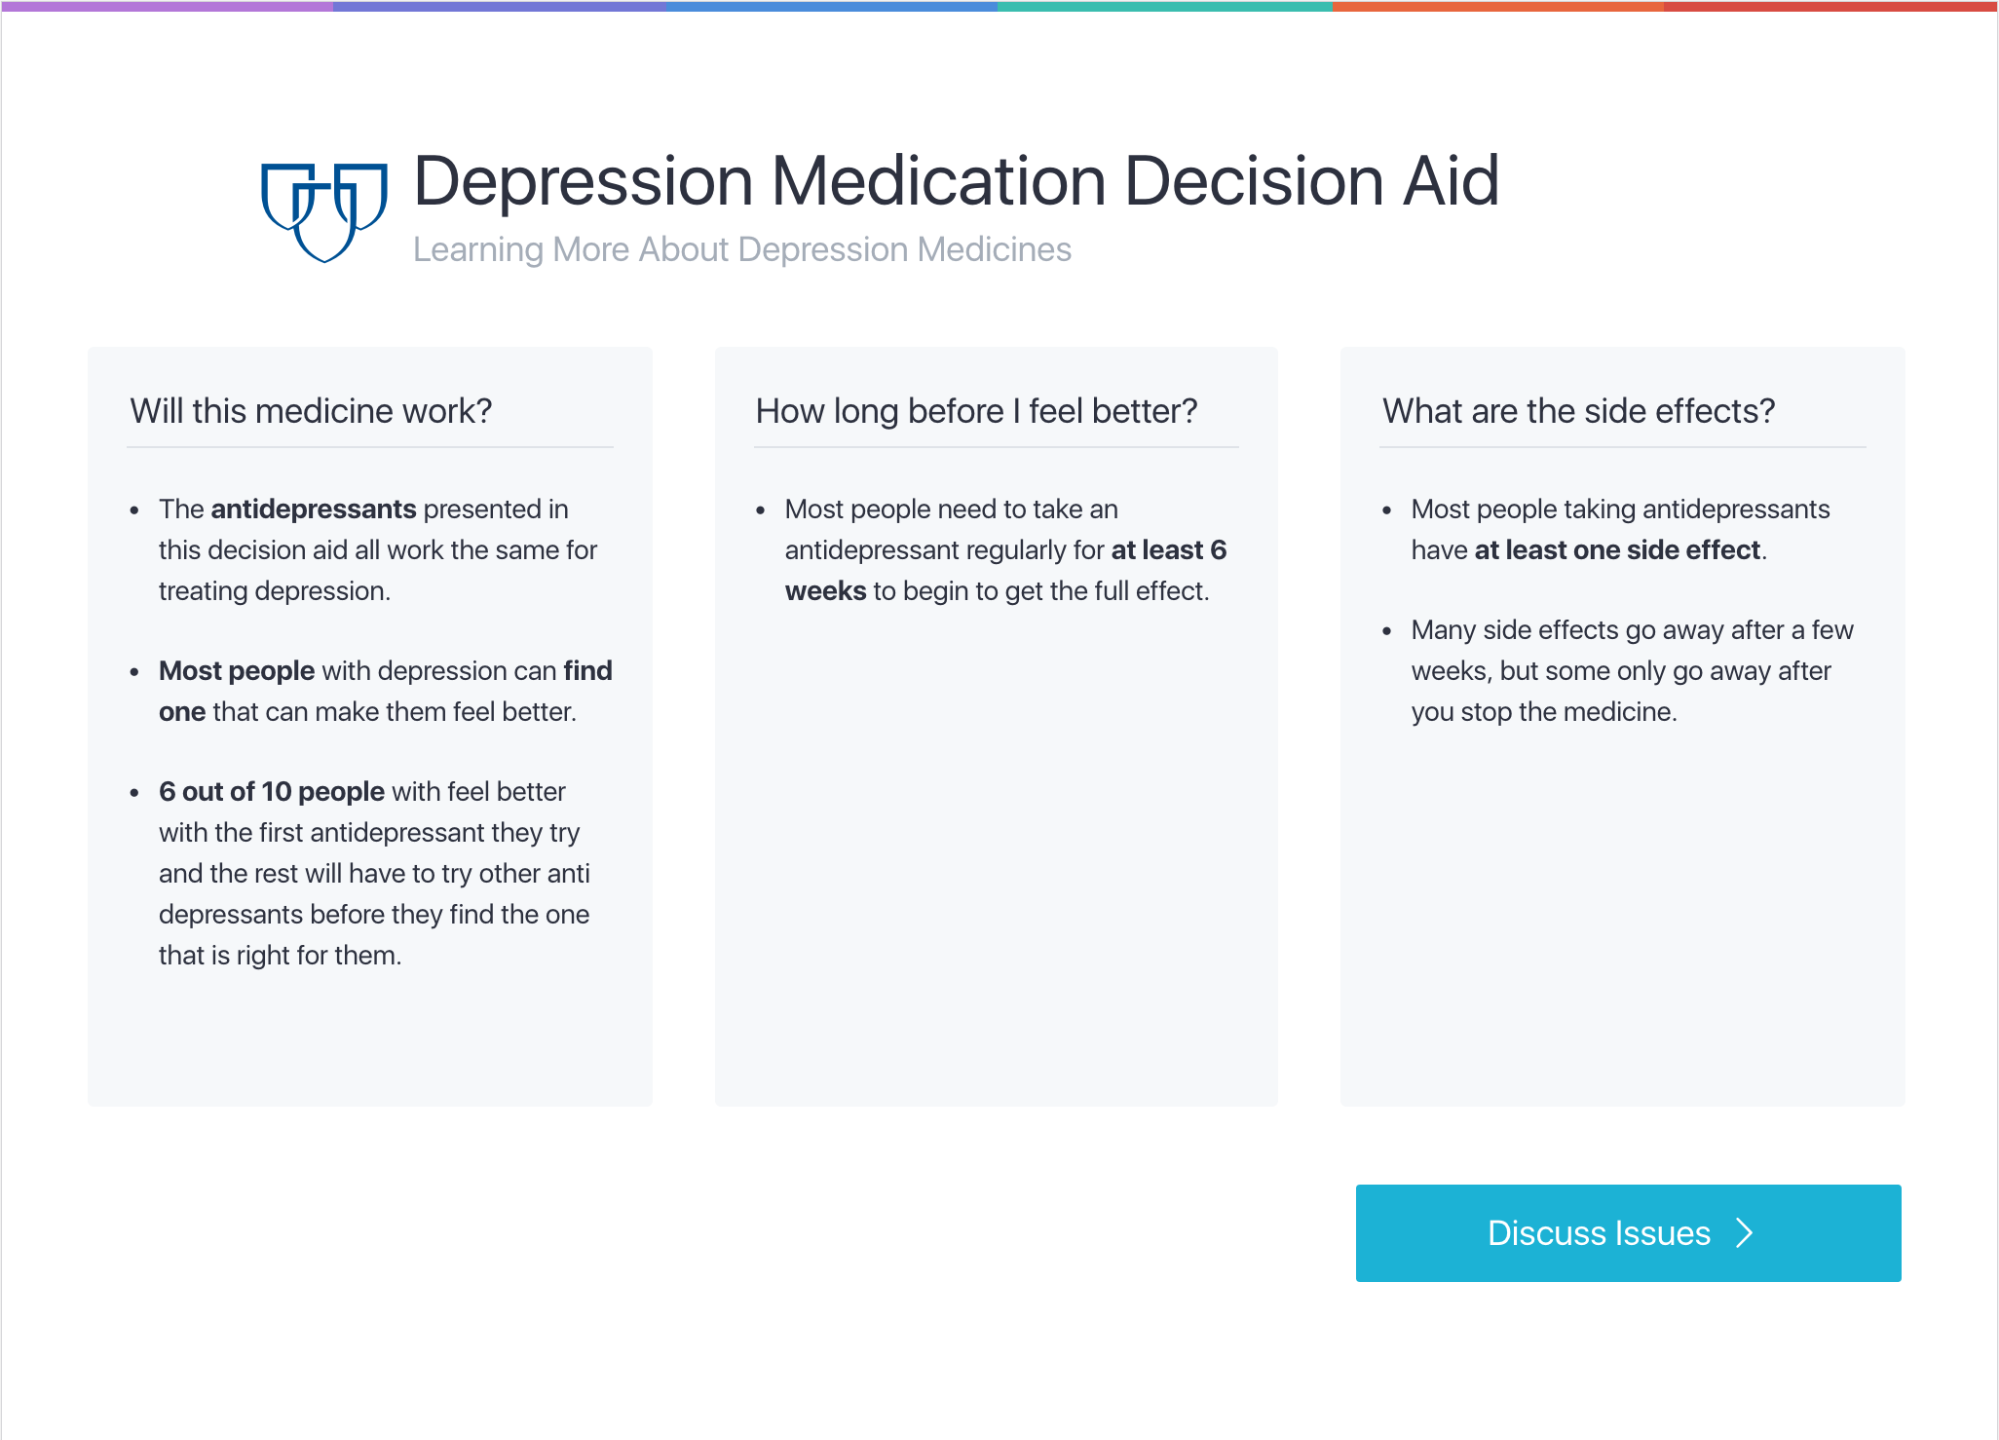 Depression Medication Decision Aid
Learning More About Depression Medicines
Will this medicine work?
• The antidepressants presented in
this decision aid all work the same for
treating depression.
• Most people with depression can find
one that can make them feel better.
• 6 out of 10 people with feel better
with the first antidepressant they try
and the rest will have to try other anti
depressants before they find the one
that is right for them.
How long before I feel better?
• Most people need to take an
antidepressant regularly for at least 6
weeks to begin to get the full effect.
What are the side effects?
• Most people taking antidepressants
have at least one side effect.
• Many side effects go away after a few
weeks, but some only go away after
you stop the medicine.
Discuss Issues